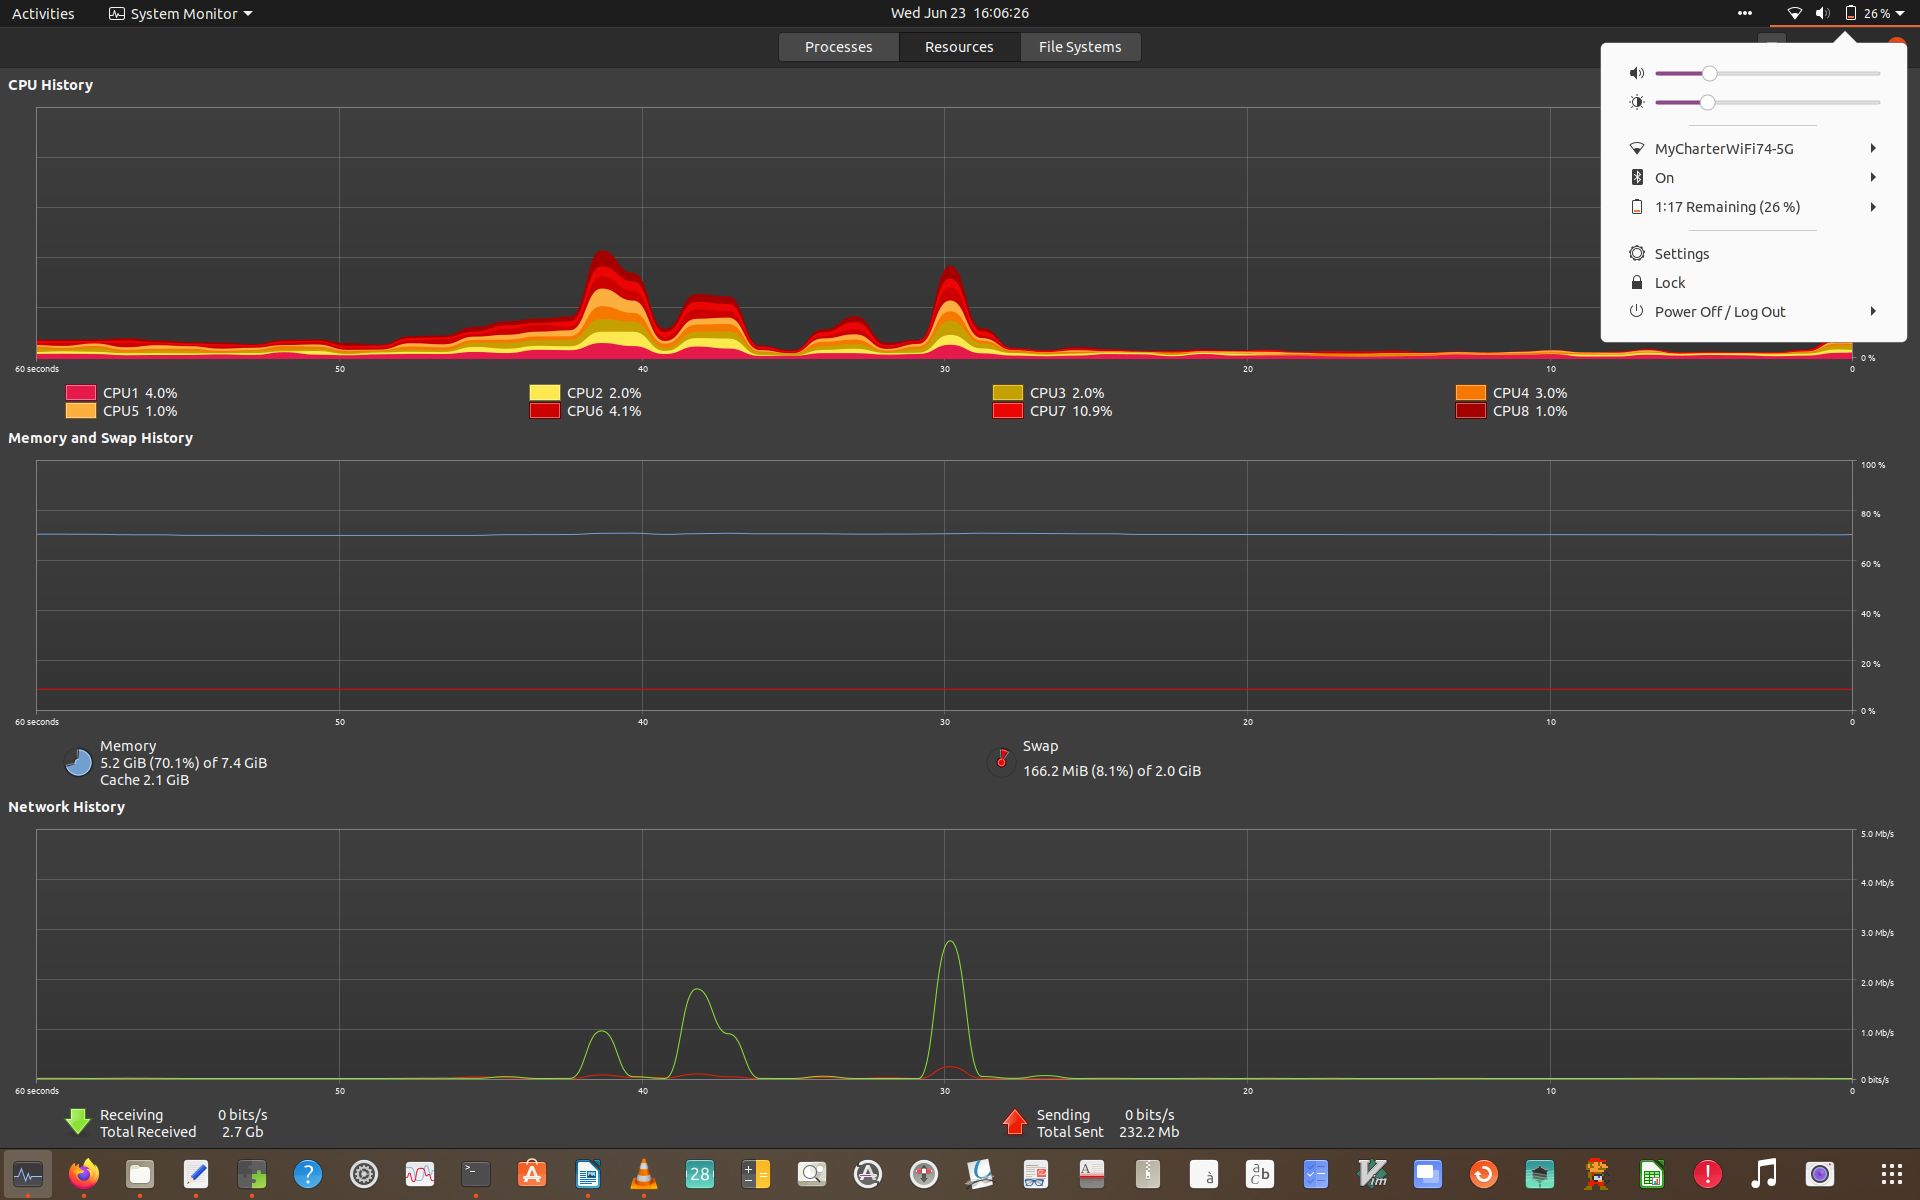 Activities System Monitor Wed Jun 23 16:06:26 26 %
Processes Resources File Systems
CPU History
MyCharterWiFi74-5G
On
1:17 Remaining (26 %)
Settings
Lock
Power Off / Log Out
0 %
60 seconds 50 40 30 20 10 0
CPU1 4.0% CPU2 2.0% CPU3 2.0% CPU4 3.0%
CPU5 1.0% CPU6 4.1% CPU7 10.9% CPU8 1.0%
Memory and Swap History
100 %
80 %
60 %
40 %
20 %
0 %
60 seconds 50 40 30 20 10 0
Memory
5.2 GiB (70.1%) of 7.4 GiB
Cache 2.1 GiB
Swap
166.2 MiB (8.1%) of 2.0 GiB
Network History
5.0 Mb/s
4.0 Mb/s
3.0 Mb/s
2.0 Mb/s
1.0 Mb/s
0 bits/s
60 seconds 50 40 30 20 10 0
Receiving 0 bits/s
Total Received 2.7 Gb
Sending 0 bits/s
Total Sent 232.2 Mb
28